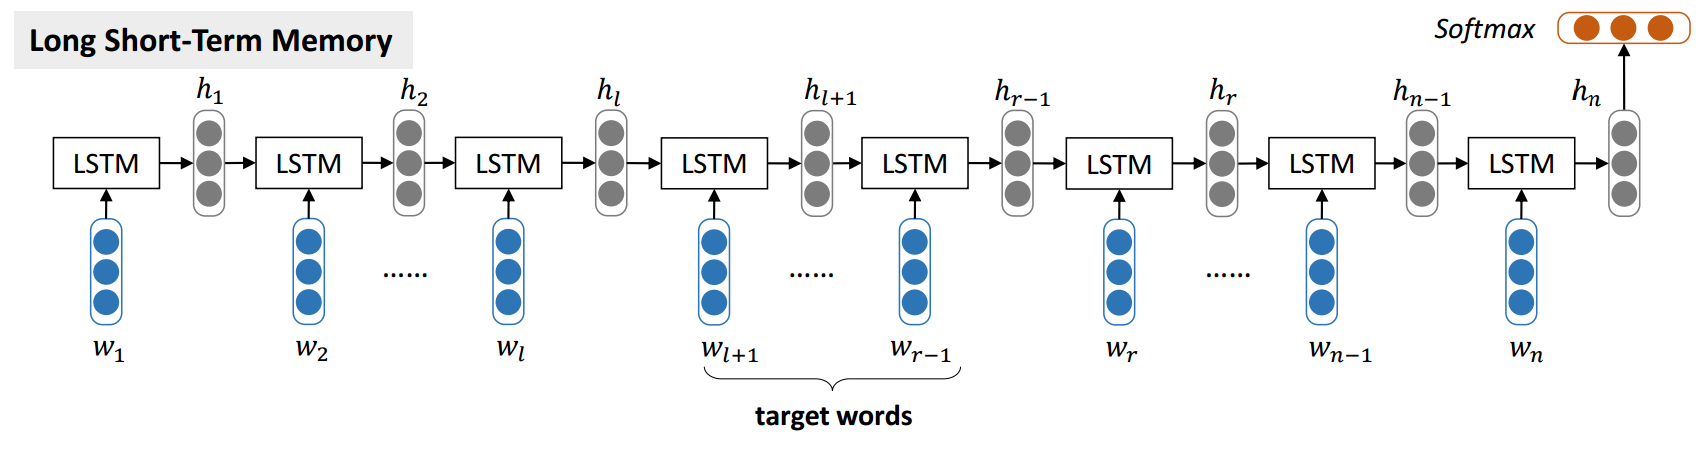 Long Short-Term Memory
Softmax
h₁ h₂ hₗ hₗ₊₁ hᵣ₋₁ hᵣ hₙ₋₁ hₙ
LSTM LSTM LSTM LSTM LSTM LSTM LSTM LSTM
...... ...... ......
w₁ w₂ wₗ wₗ₊₁ wᵣ₋₁ wᵣ wₙ₋₁ wₙ
target words